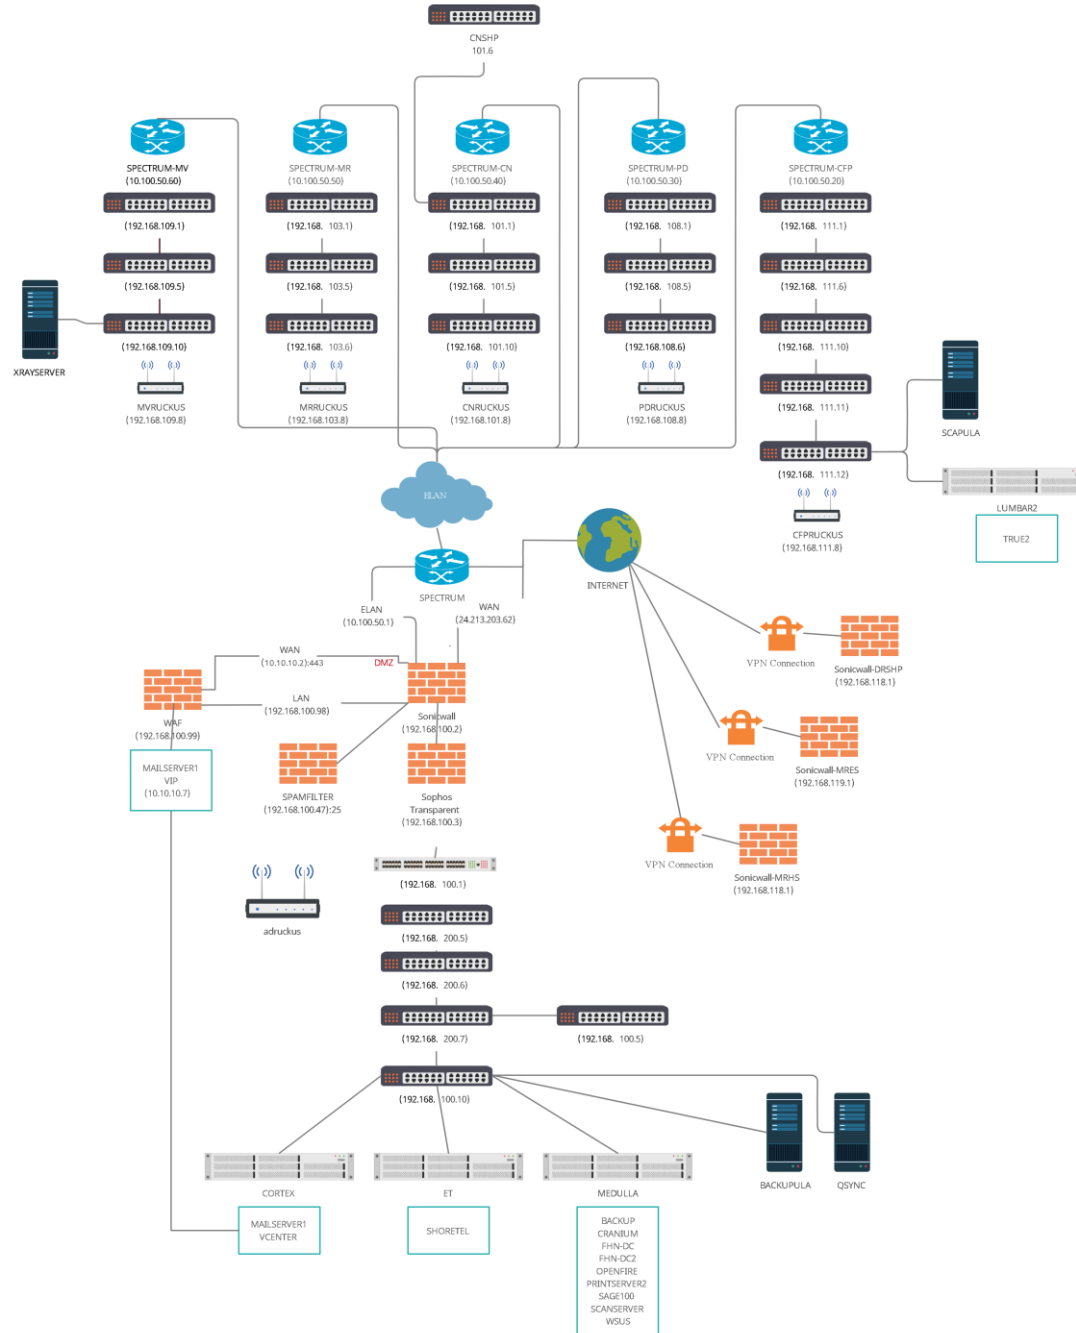 CNSHP
101.6
SPECTRUM-MV
(10.100.50.60)
SPECTRUM-MR
(10.100.50.50)
SPECTRUM-CN
(10.100.50.40)
SPECTRUM-PD
(10.100.50.30)
SPECTRUM-CFP
(10.100.50.20)
(192.168.109.1)
(192.168. 103.1)
(192.168. 101.1)
(192.168. 108.1)
(192.168. 111.1)
(192.168.109.5)
(192.168. 103.5)
(192.168. 101.5)
(192.168. 108.5)
(192.168. 111.6)
(192.168.109.10)
(192.168. 103.6)
(192.168. 101.10)
(192.168.108.6)
(192.168. 111.10)
XRAYSERVER
MVRUCKUS
(192.168.109.8)
MRRUCKUS
(192.168.103.8)
CNRUCKUS
(192.168.101.8)
PDRUCKUS
(192.168.108.8)
(192.168. 111.11)
SCAPULA
(192.168. 111.12)
CFPRUCKUS
(192.168.111.8)
LUMBAR2
TRUE2
ELAN
SPECTRUM
INTERNET
ELAN
(10.100.50.1)
WAN
(24.213.203.62)
WAN
(10.10.10.2):443
DMZ
LAN
(192.168.100.98)
WAF
(192.168.100.99)
Sonicwall
(192.168.100.2)
MAILSERVER1
VIP
(10.10.10.7)
SPAMFILTER
(192.168.100.47):25
Sophos
Transparent
(192.168.100.3)
VPN Connection
Sonicwall-DRSHP
(192.168.118.1)
VPN Connection
Sonicwall-MRES
(192.168.119.1)
VPN Connection
Sonicwall-MRHS
(192.168.118.1)
(192.168. 100.1)
adruckus
(192.168. 200.5)
(192.168. 200.6)
(192.168. 200.7)
(192.168. 100.5)
(192.168. 100.10)
CORTEX
ET
MEDULLA
BACKUPULA
QSYNC
MAILSERVER1
VCENTER
SHORETEL
BACKUP
CRANIUM
FHN-DC
FHN-DC2
OPENFIRE
PRINTSERVER2
SAGE100
SCANSERVER
WSUS